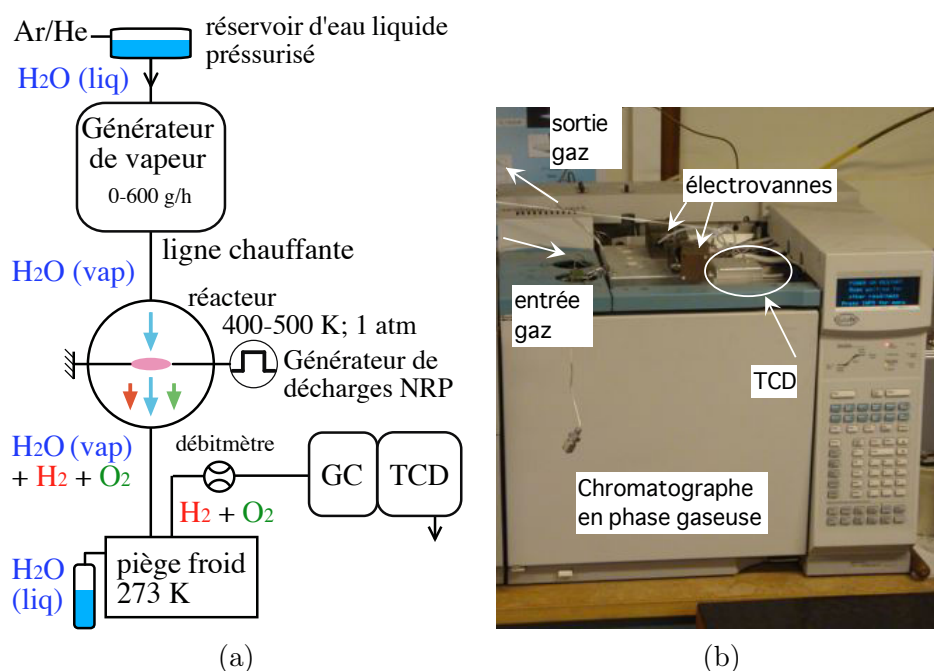 Ar/He
réservoir d'eau liquide
préssurisé
H2O (liq)
Générateur
de vapeur
0-600 g/h
ligne chauffante
H2O (vap)
réacteur
400-500 K; 1 atm
Générateur de
décharges NRP
H2O (vap)
+ H2 + O2
débitmètre
GC
TCD
H2 + O2
H2O
(liq)
piège froid
273 K
(a)
sortie
gaz
électrovannes
entrée
gaz
TCD
Chromatographe
en phase gaseuse
(b)